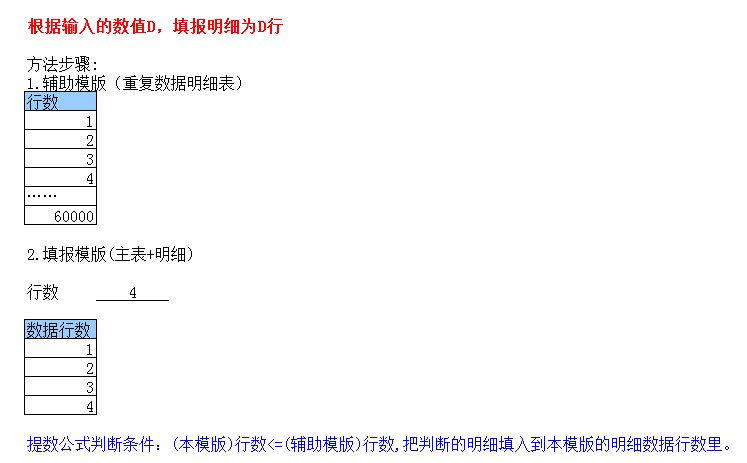 根据输入的数值D，填报明细为D行
方法步骤:
1.辅助模版（重复数据明细表）
行数
1
2
3
4
……
60000
2.填报模版(主表+明细)
行数 4
数据行数
1
2
3
4
提数公式判断条件：(本模版)行数<=(辅助模版)行数,把判断的明细填入到本模版的明细数据行数里。